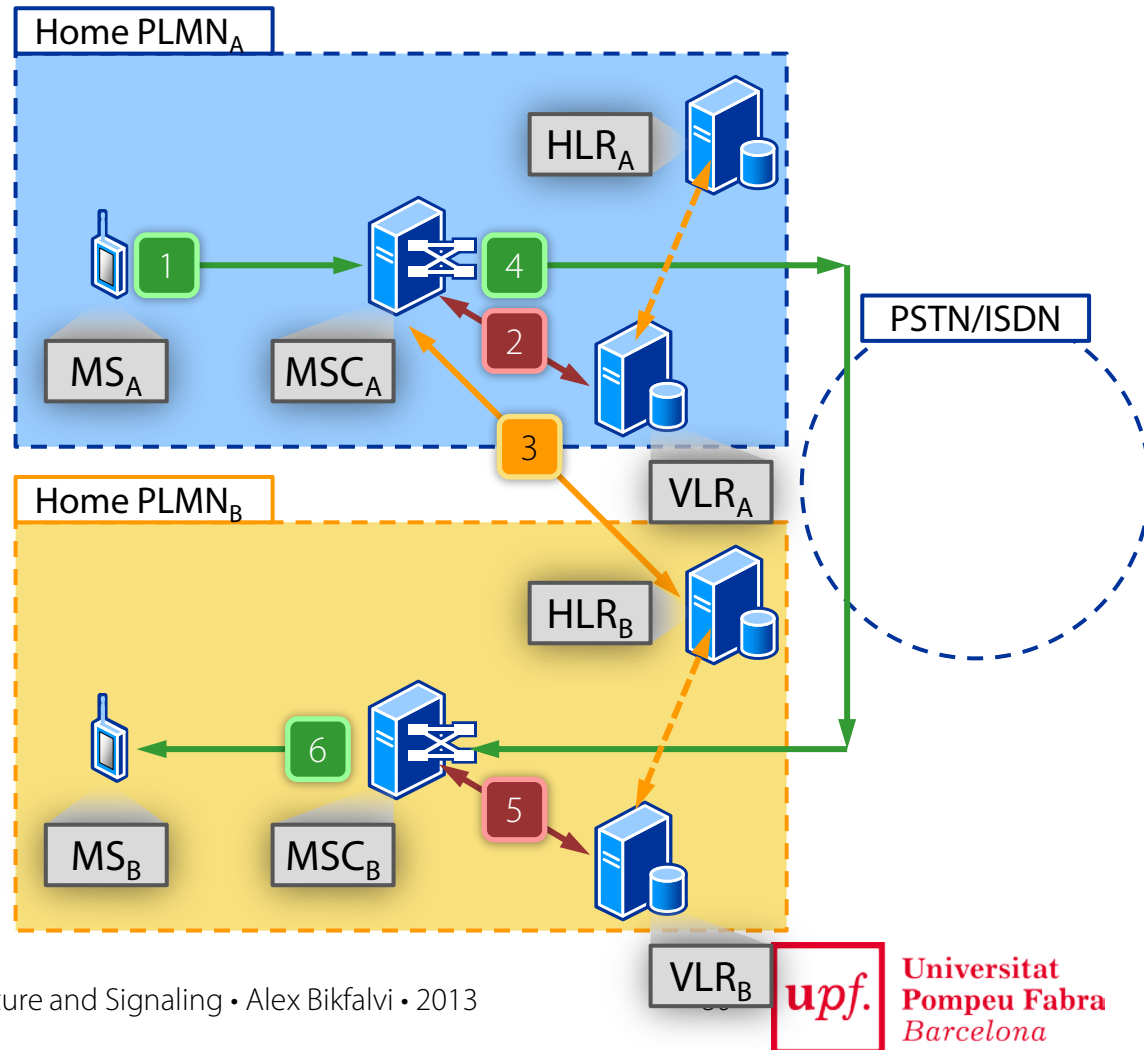 Home PLMNA
HLRA
1
4
2
PSTN/ISDN
MSA
MSCA
3
VLRA
Home PLMNB
HLRB
6
5
MSB
MSCB
VLRB
ture and Signaling • Alex Bikfalvi • 2013
upf.
Universitat
Pompeu Fabra
Barcelona